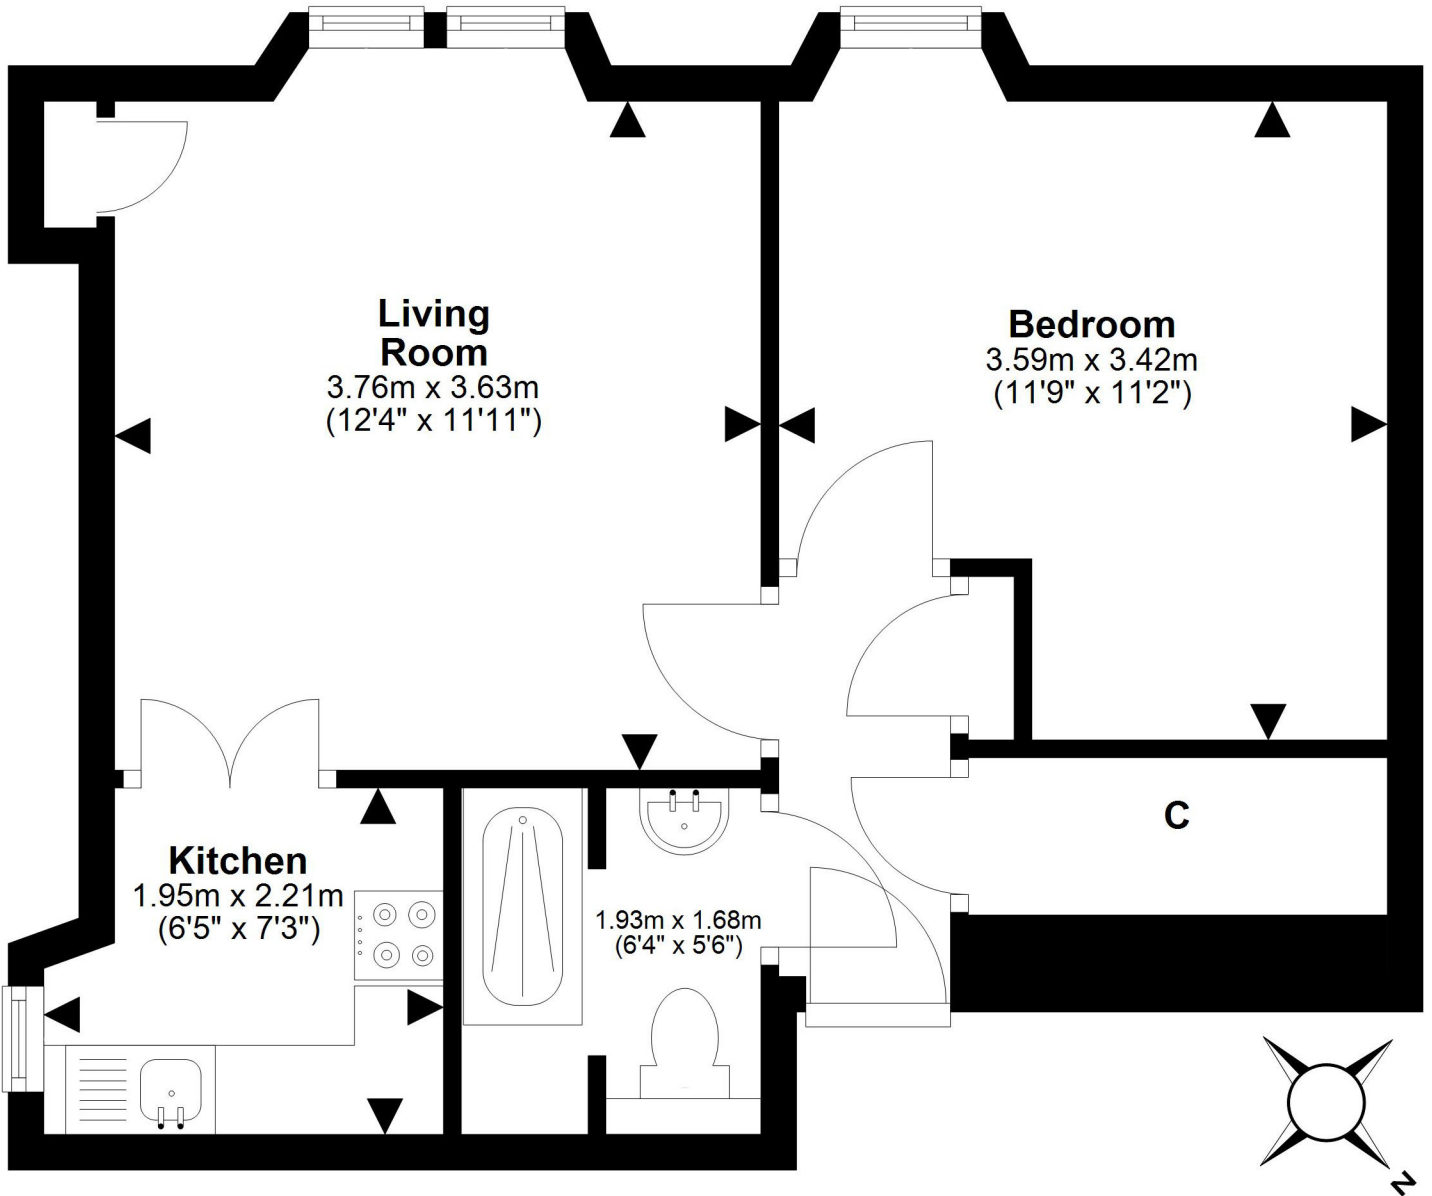 Living
Room
3.76m x 3.63m
(12'4" x 11'11")
Bedroom
3.59m x 3.42m
(11'9" x 11'2")
Kitchen
1.95m x 2.21m
(6'5" x 7'3")
1.93m x 1.68m
(6'4" x 5'6")
C
N